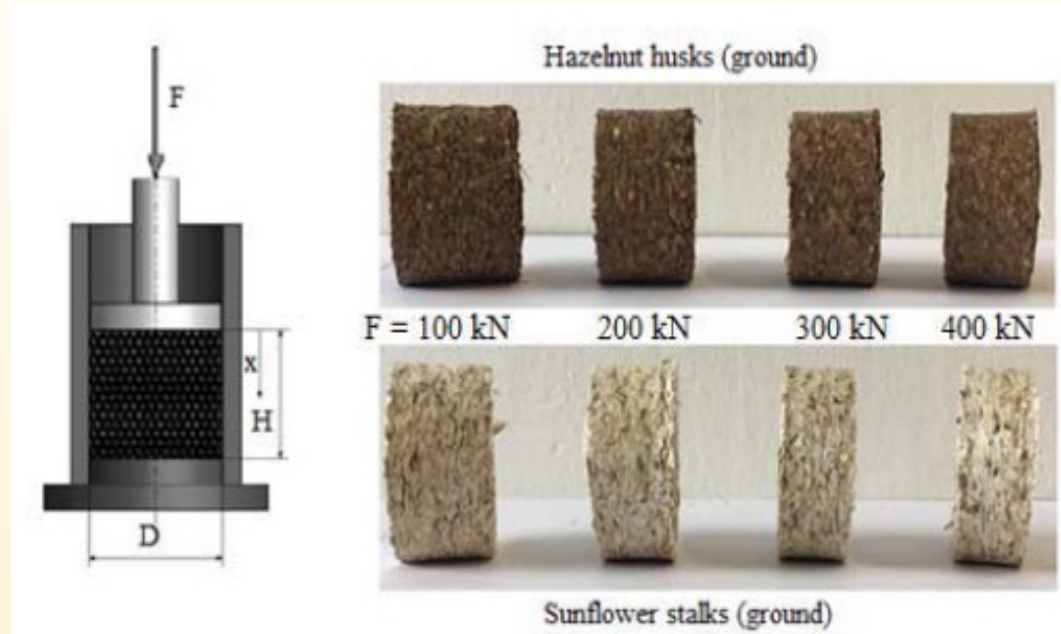 F
x
H
D
Hazelnut husks (ground)
F = 100 kN 200 kN 300 kN 400 kN
Sunflower stalks (ground)